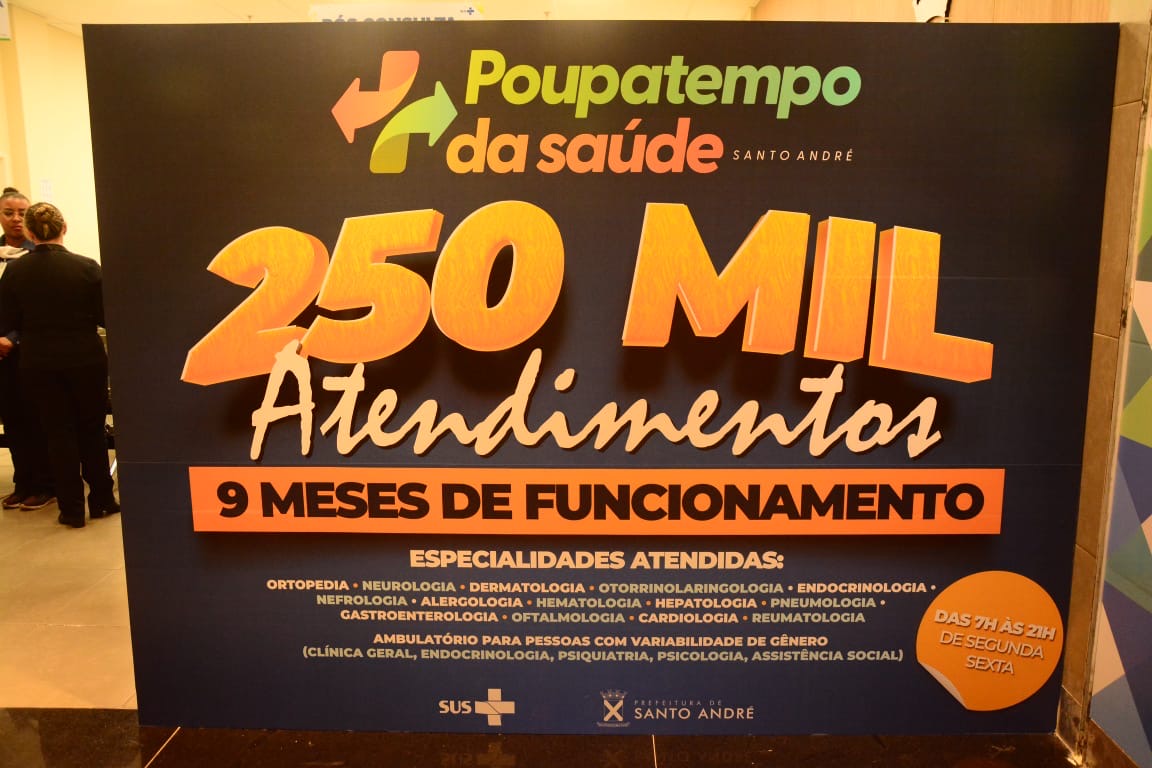 PÓS CONSULTA
Poupatempo
da saúde
SANTO ANDRÉ
250 MIL
Atendimentos
9 MESES DE FUNCIONAMENTO
ESPECIALIDADES ATENDIDAS:
ORTOPEDIA • NEUROLOGIA • DERMATOLOGIA • OTORRINOLARINGOLOGIA • ENDOCRINOLOGIA •
NEFROLOGIA • ALERGOLOGIA • HEMATOLOGIA • HEPATOLOGIA • PNEUMOLOGIA •
GASTROENTEROLOGIA • OFTALMOLOGIA • CARDIOLOGIA • REUMATOLOGIA
AMBULATÓRIO PARA PESSOAS COM VARIABILIDADE DE GÊNERO
(CLÍNICA GERAL, ENDOCRINOLOGIA, PSIQUIATRIA, PSICOLOGIA, ASSISTÊNCIA SOCIAL)
DAS 7H ÀS 21H
DE SEGUNDA
SEXTA
SUS
PREFEITURA DE
SANTO ANDRÉ